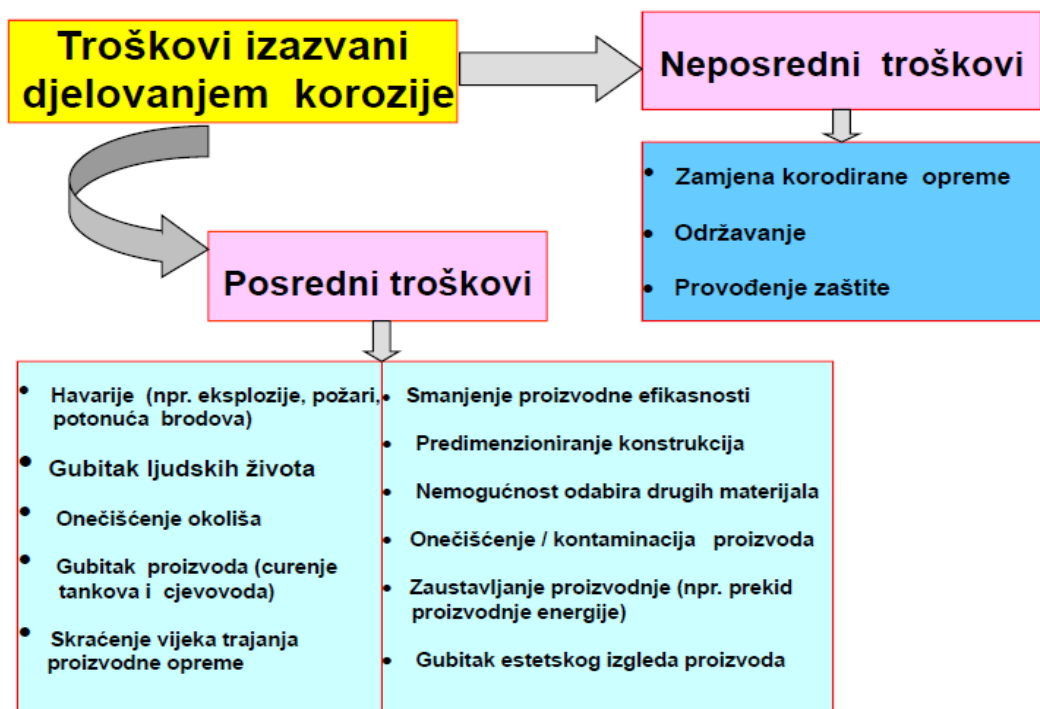 Troškovi izazvani
djelovanjem korozije
Neposredni troškovi
• Zamjena korodirane opreme
• Održavanje
• Provođenje zaštite
Posredni troškovi
• Havarije (npr. eksplozije, požari,
potonuća brodova)
• Gubitak ljudskih života
• Onečišćenje okoliša
• Gubitak proizvoda (curenje
tankova i cjevovoda)
• Skraćenje vijeka trajanja
proizvodne opreme
• Smanjenje proizvodne efikasnosti
• Predimenzioniranje konstrukcija
• Nemogućnost odabira drugih materijala
• Onečišćenje / kontaminacija proizvoda
• Zaustavljanje proizvodnje (npr. prekid
proizvodnje energije)
• Gubitak estetskog izgleda proizvoda